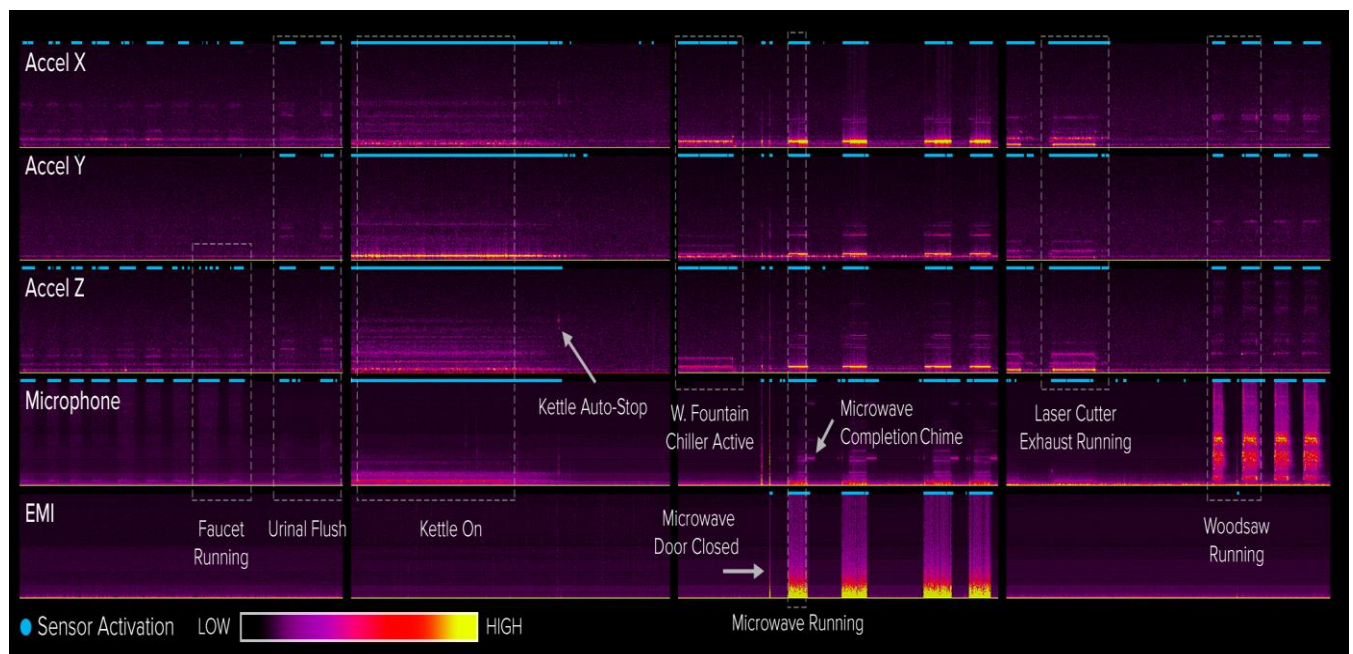 Accel X
Accel Y
Accel Z
Microphone
EMI
Kettle Auto-Stop
W. Fountain
Chiller Active
Microwave
Completion Chime
Laser Cutter
Exhaust Running
Faucet
Running
Urinal Flush
Kettle On
Microwave
Door Closed
Woodsaw
Running
Microwave Running
Sensor Activation
LOW
HIGH